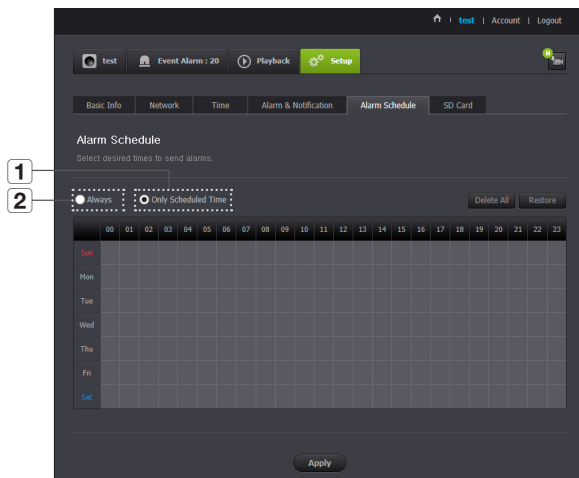 test | Account | Logout
test Event Alarm : 20 Playback Setup
Basic Info Network Time Alarm & Notification Alarm Schedule SD Card
Alarm Schedule
Select desired times to send alarms.
1
2 Always Only Scheduled Time Delete All Restore
00 01 02 03 04 05 06 07 08 09 10 11 12 13 14 15 16 17 18 19 20 21 22 23
Sun
Mon
Tue
Wed
Thu
Fri
Sat
Apply